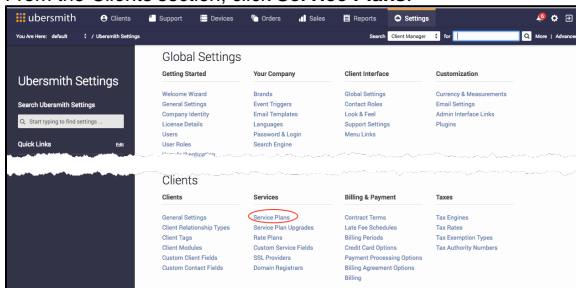 From the Clients section, click Service Plans.
ubersmith Clients Support Devices Orders Sales Reports Settings
You Are Here: default / Ubersmith Settings Search Client Manager for More | Advanced
Global Settings
Ubersmith Settings
Getting Started Your Company Client Interface Customization
Welcome Wizard Brands Global Settings Currency & Measurements
Search Ubersmith Settings
General Settings Event Triggers Contact Roles Email Settings
Company Identity Email Templates Look & Feel Admin Interface Links
Start typing to find settings ...
License Details Languages Support Settings Plugins
Users Password & Login Menu Links
Quick Links Edit
User Roles Search Engine
Clients
Clients Services Billing & Payment Taxes
General Settings Service Plans Contract Terms Tax Engines
Client Relationship Types Service Plan Upgrades Late Fee Schedules Tax Rates
Client Tags Rate Plans Billing Periods Tax Exemption Types
Client Modules Custom Service Fields Credit Card Options Tax Authority Numbers
Custom Client Fields SSL Providers Payment Processing Options
Custom Contact Fields Domain Registrars Billing Agreement Options
Billing